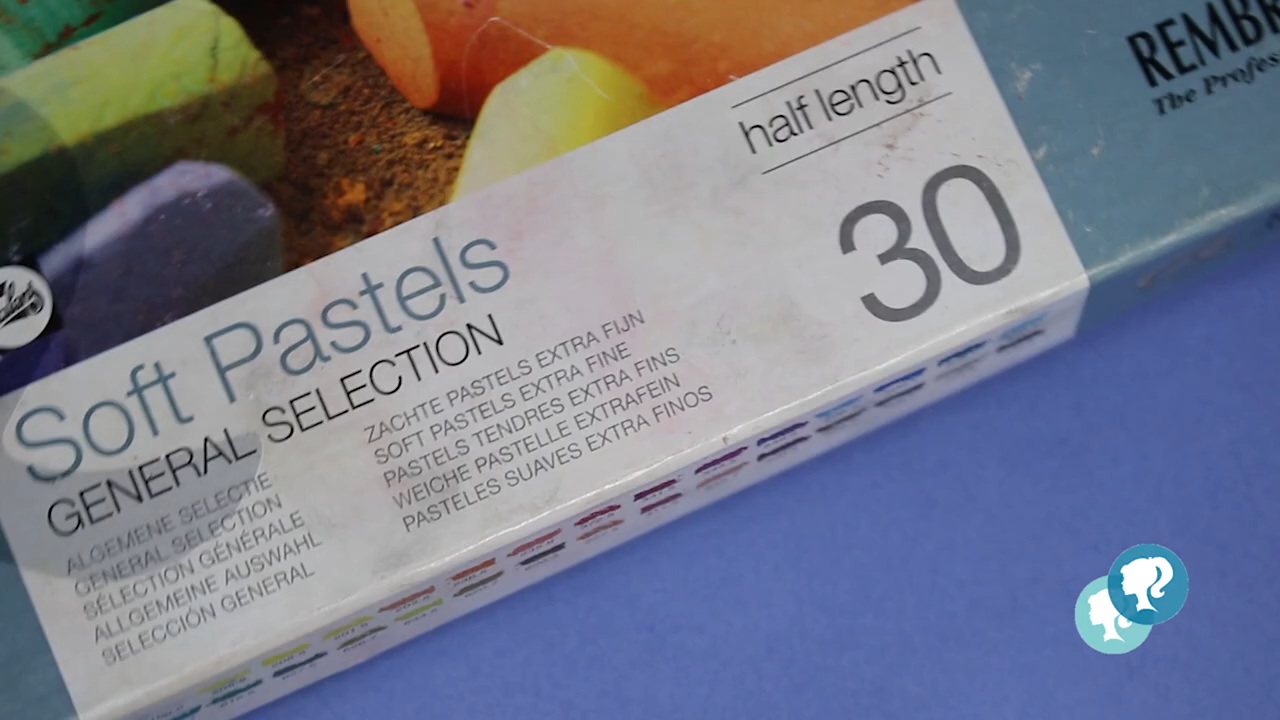 REMBR
The Profes
half length
30
Soft Pastels
GENERAL SELECTION
ZACHTE PASTELS EXTRA FIJN
SOFT PASTELS EXTRA FINE
PASTELS TENDRES EXTRA FINS
WEICHE PASTELLE EXTRAFEIN
PASTELES SUAVES EXTRA FINOS
ALGEMENE SELECTIE
GENERAL SELECTION
SÉLECTION GÉNÉRALE
ALLGEMEINE AUSWAHL
SELECCIÓN GENERAL